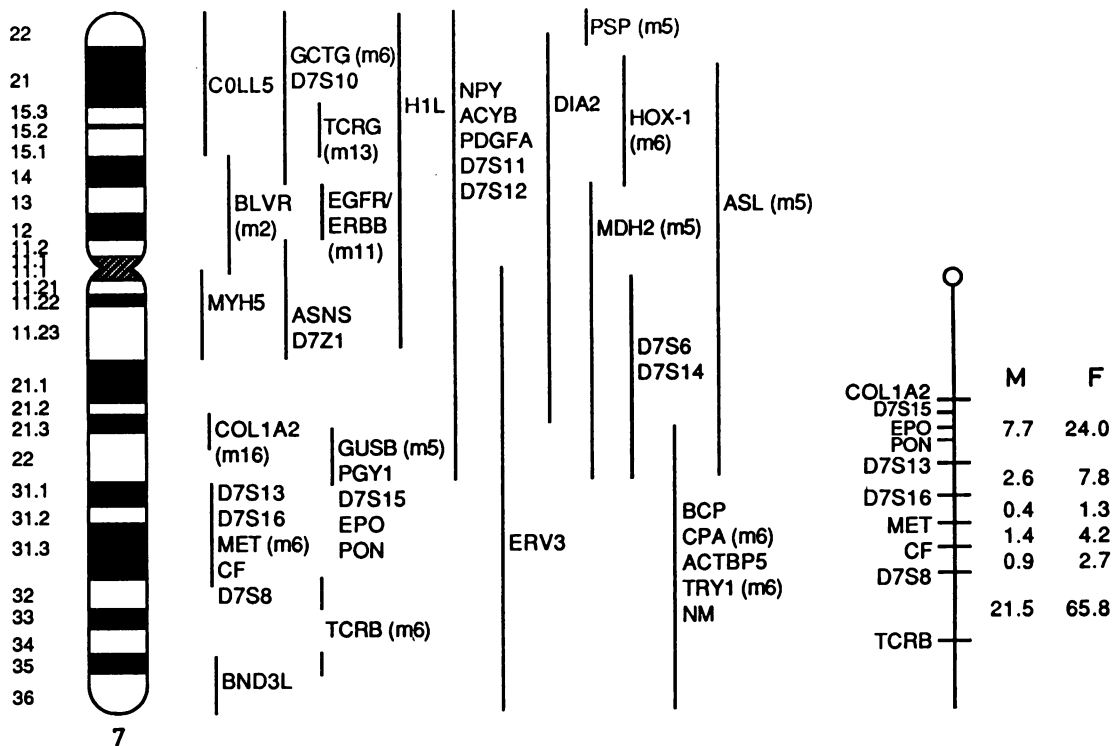 22
21
15.3
15.2
15.1
14
13
12
11.2
11.1
11.1
11.21
11.22
11.23
21.1
21.2
21.3
22
31.1
31.2
31.3
32
33
34
35
36
7
C0LL5
GCTG (m6)
D7S10
TCRG
(m13)
BLVR
(m2)
EGFR/
ERBB
(m11)
H1L
NPY
ACYB
PDGFA
D7S11
D7S12
DIA2
PSP (m5)
HOX-1
(m6)
MDH2 (m5)
ASL (m5)
MYH5
ASNS
D7Z1
D7S6
D7S14
COL1A2
(m16)
GUSB (m5)
PGY1
D7S15
EPO
PON
D7S13
D7S16
MET (m6)
CF
D7S8
TCRB (m6)
BND3L
ERV3
BCP
CPA (m6)
ACTBP5
TRY1 (m6)
NM
M F
COL1A2
D7S15
EPO
PON
7.7 24.0
D7S13
2.6 7.8
D7S16
0.4 1.3
MET
1.4 4.2
CF
0.9 2.7
D7S8
21.5 65.8
TCRB